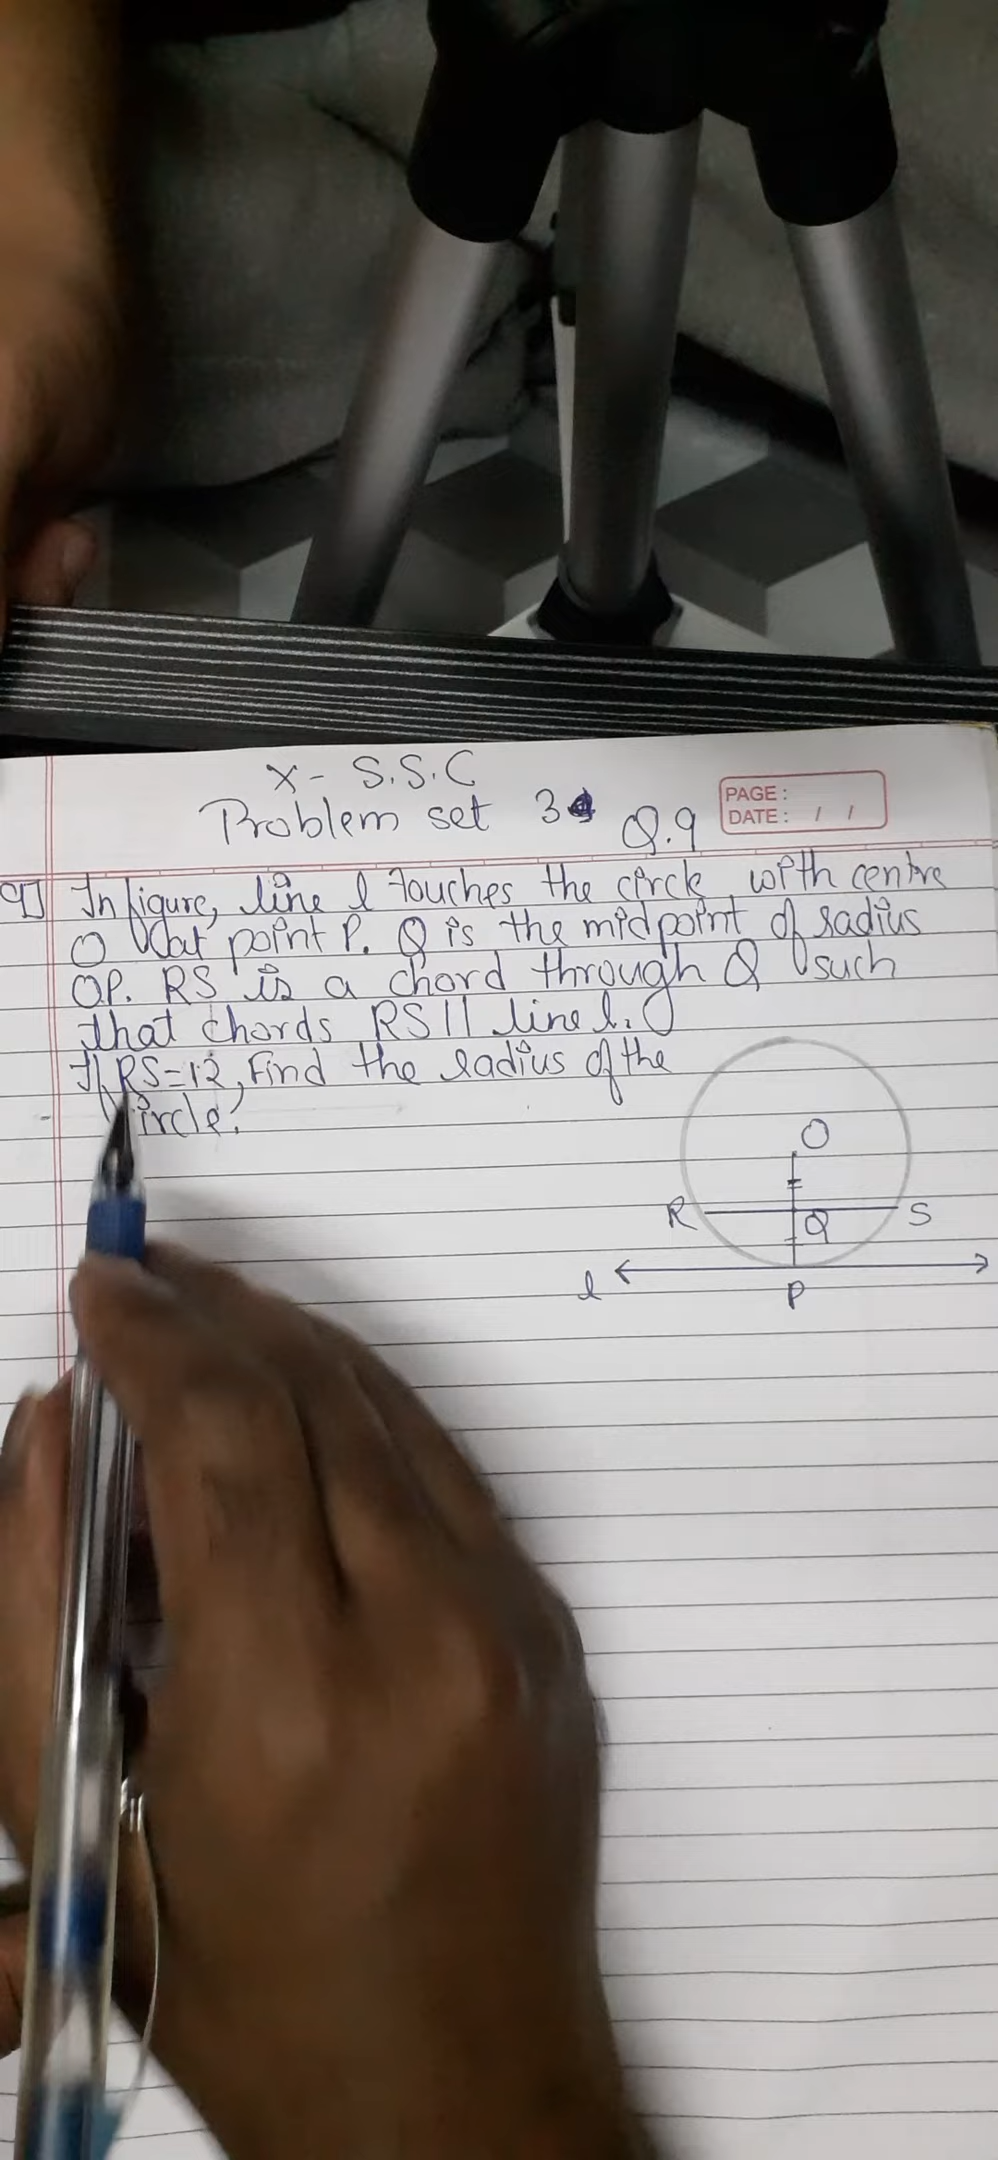 X - S.S.C
Problem set 3 Q.9
PAGE :
DATE : / /
9] In figure, line l touches the circle with centre
O at point P. Q is the midpoint of radius
OP. RS is a chord through Q such
that chords RS || line l.
If RS=12, Find the radius of the
circle.
O
R Q S
l
P